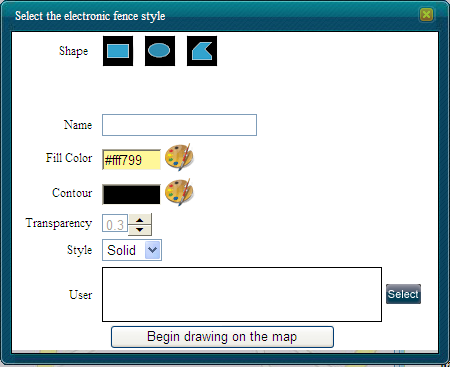 Select the electronic fence style
Shape
Name
Fill Color #fff799
Contour
Transparency 0.3
Style Solid
User Select
Begin drawing on the map